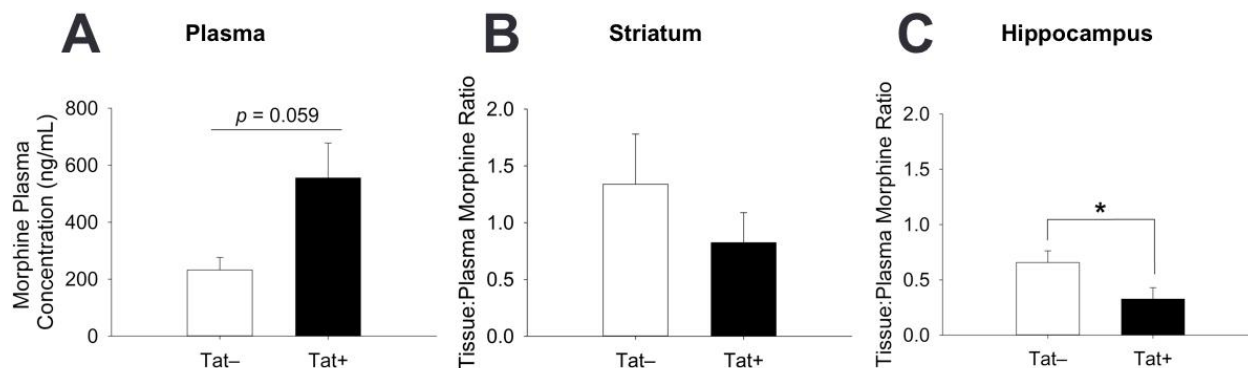 A Plasma
Morphine Plasma
Concentration (ng/mL)
800
600
400
200
0
p = 0.059
Tat–
Tat+
B Striatum
Tissue:Plasma Morphine Ratio
2.0
1.5
1.0
0.5
0.0
Tat–
Tat+
C Hippocampus
Tissue:Plasma Morphine Ratio
2.0
1.5
1.0
0.5
0.0
*
Tat–
Tat+